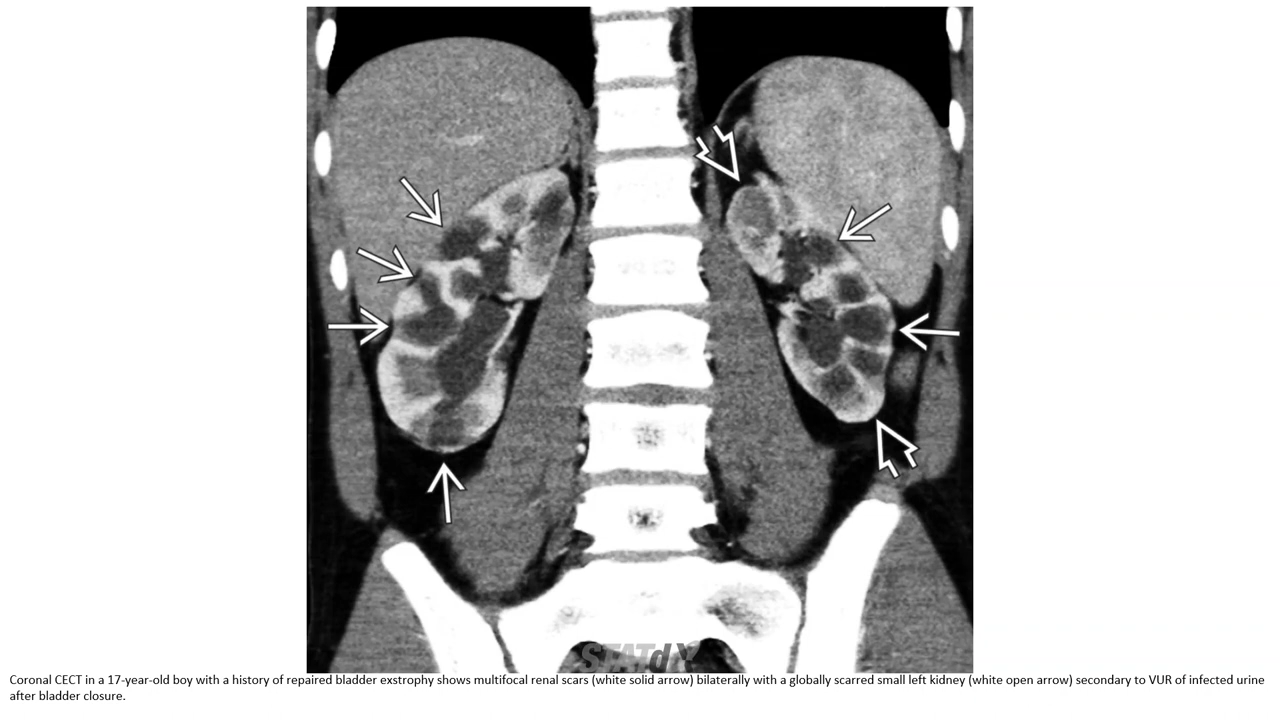 STATdX
Coronal CECT in a 17-year-old boy with a history of repaired bladder exstrophy shows multifocal renal scars (white solid arrow) bilaterally with a globally scarred small left kidney (white open arrow) secondary to VUR of infected urine
after bladder closure.